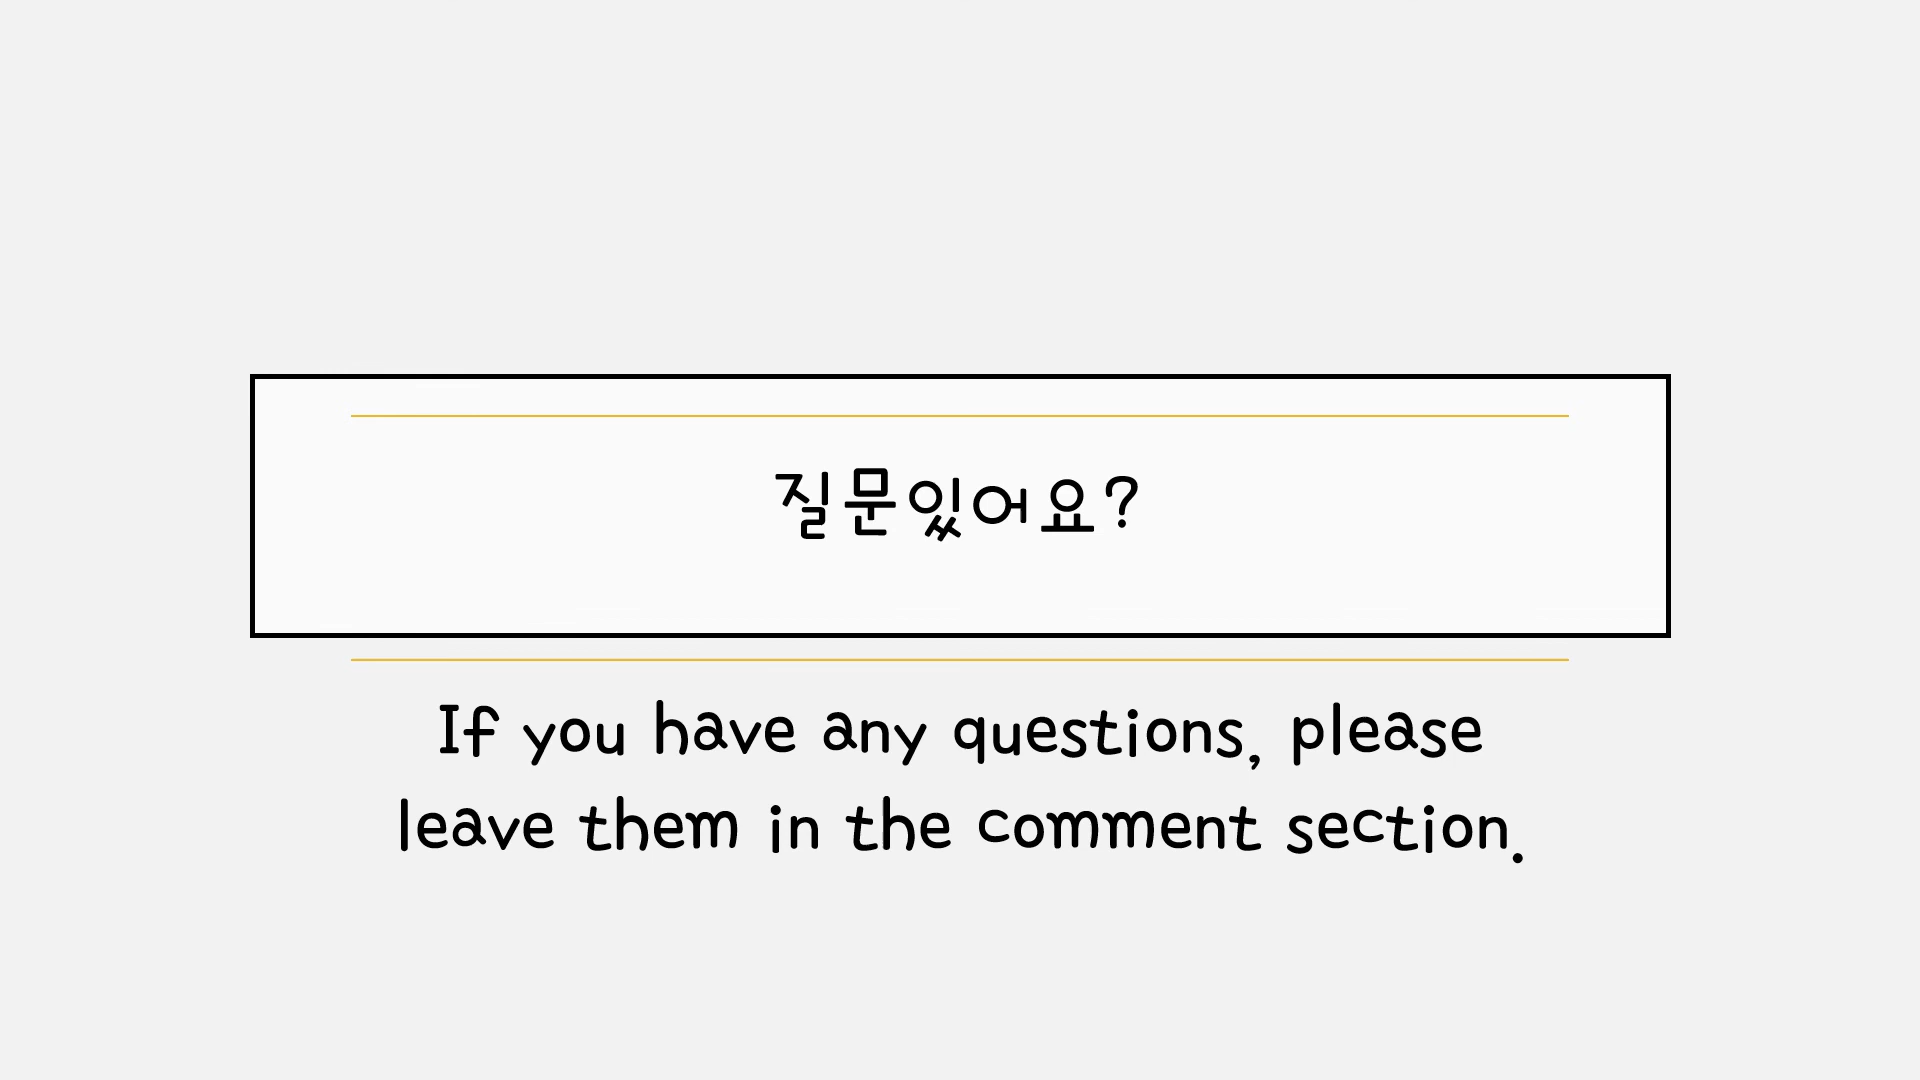 질문있어요?
If you have any questions, please
leave them in the comment section.